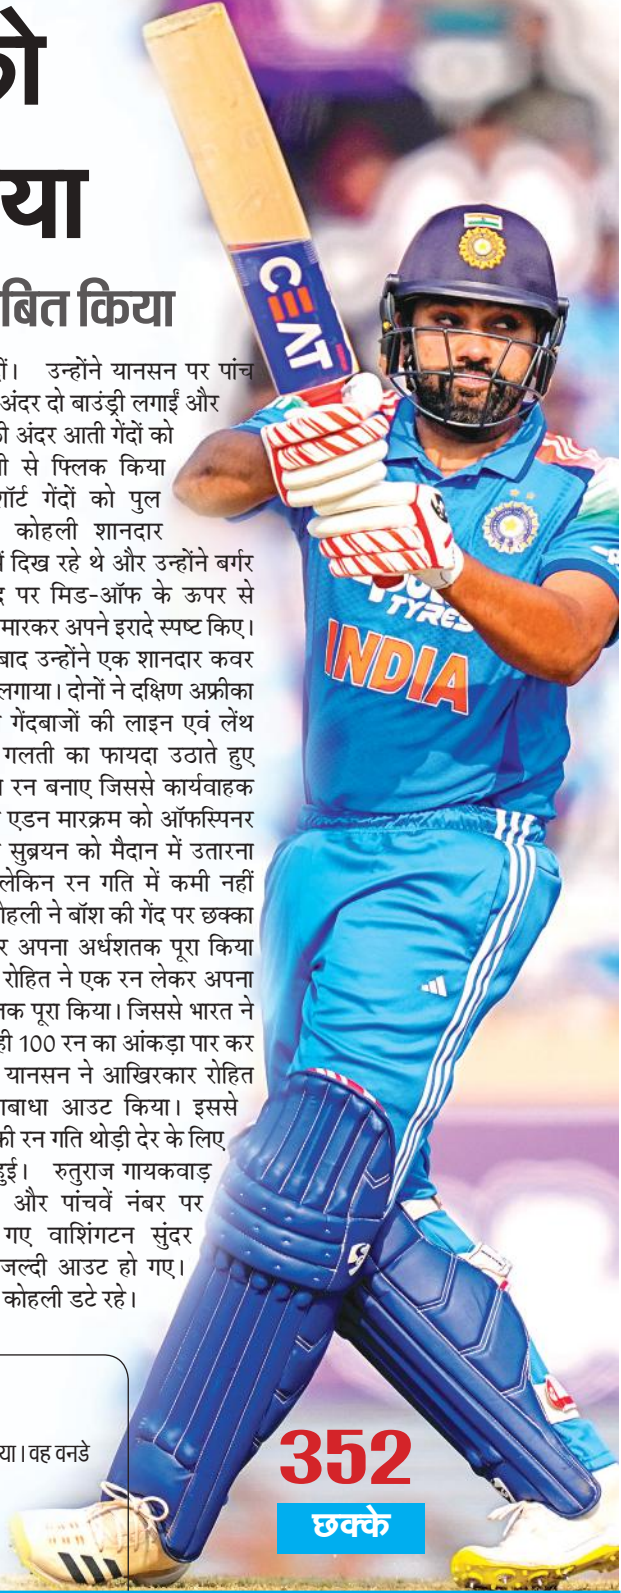 को
या
बित किया
उन्होंने यानसन पर पांच
अंदर दो बाउंड्री लगाईं और
अंदर आती गेंदों को
से फ्लिक किया
शॉर्ट गेंदों को पुल
कोहली शानदार
दिख रहे थे और उन्होंने बर्गर
पर मिड-ऑफ के ऊपर से
मारकर अपने इरादे स्पष्ट किए।
बाद उन्होंने एक शानदार कवर
लगाया। दोनों ने दक्षिण अफ्रीका
गेंदबाजों की लाइन एवं लेंथ
गलती का फायदा उठाते हुए
रन बनाए जिससे कार्यवाहक
एडन मारक्रम को ऑफस्पिनर
सुब्रयन को मैदान में उतारना
लेकिन रन गति में कमी नहीं
ोहली ने बॉश की गेंद पर छक्का
र अपना अर्धशतक पूरा किया
रोहित ने एक रन लेकर अपना
तक पूरा किया। जिससे भारत ने
ही 100 रन का आंकड़ा पार कर
यानसन ने आखिरकार रोहित
गबाधा आउट किया। इससे
की रन गति थोड़ी देर के लिए
हुई। रुतुराज गायकवाड़
और पांचवें नंबर पर
गए वाशिंगटन सुंदर
जल्दी आउट हो गए।
कोहली डटे रहे।
या। वह वनडे
CEAT
TYRES
INDIA
352
छक्के